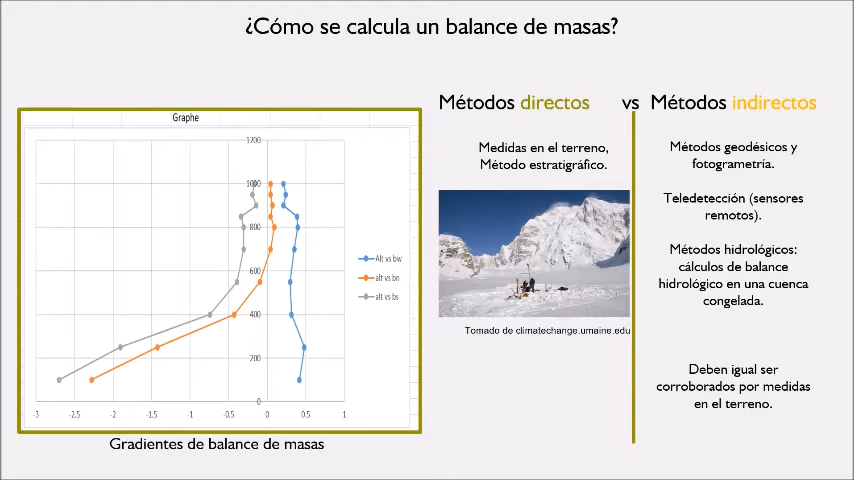 ¿Cómo se calcula un balance de masas?
Graphe
1200
1000
800
600
400
200
0
-3 -2.5 -2 -1.5 -1 -0.5 0 0.5 1
Alt vs bw
alt vs bn
alt vs bs
Gradientes de balance de masas
Métodos directos vs Métodos indirectos
Medidas en el terreno,
Método estratigráfico.
Tomado de climatechange.umaine.edu
Métodos geodésicos y
fotogrametría.
Teledetección (sensores
remotos).
Métodos hidrológicos:
cálculos de balance
hidrológico en una cuenca
congelada.
Deben igual ser
corroborados por medidas
en el terreno.